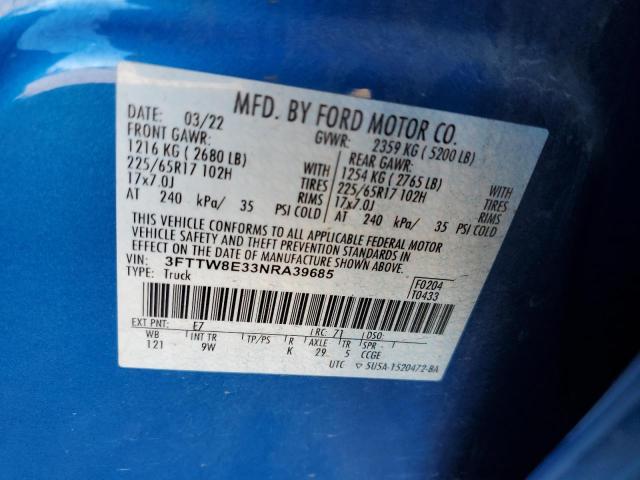 MFD. BY FORD MOTOR CO.
DATE: 03/22 GVWR: 2359 KG ( 5200 LB)
FRONT GAWR: REAR GAWR:
1216 KG ( 2680 LB) WITH 1254 KG ( 2765 LB) WITH
225/65R17 102H TIRES 225/65R17 102H TIRES
17x7.0J RIMS 17x7.0J RIMS
AT 240 kPa/ 35 PSI COLD AT 240 kPa/ 35 PSI COLD
THIS VEHICLE CONFORMS TO ALL APPLICABLE FEDERAL MOTOR
VEHICLE SAFETY AND THEFT PREVENTION STANDARDS IN
EFFECT ON THE DATE OF MANUFACTURE SHOWN ABOVE.
VIN: 3FTTW8E33NRA39685
TYPE: Truck
F0204
T0433
EXT PNT: E7 RC: 71 DSO:
WB INT TR TP/PS R AXLE TR SPR
121 9W K 29 5 CCGE
UTC ▽ 5U5A-1520472-BA